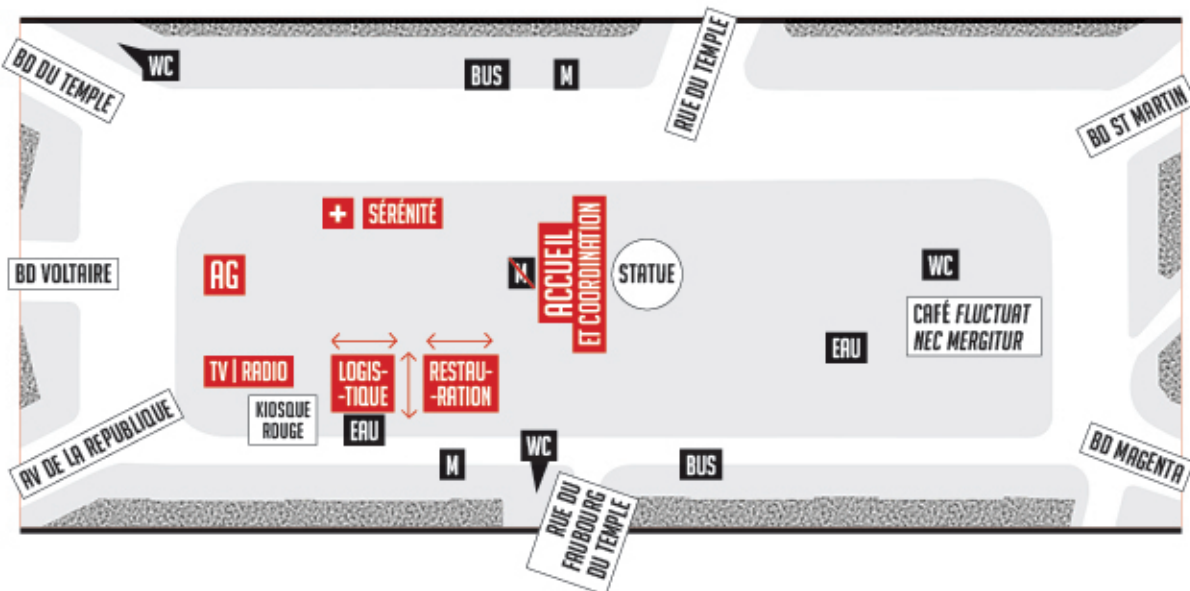 BD DU TEMPLE
WC
BUS
M
RUE DU TEMPLE
BD ST MARTIN
+ SÉRÉNITÉ
BD VOLTAIRE
AG
M
ACCUEIL
ET COORDINATION
STATUE
WC
CAFÉ FLUCTUAT
NEC MERGITUR
EAU
TV | RADIO
LOGIS-
-TIQUE
RESTAU-
-RATION
KIOSQUE
ROUGE
EAU
AV DE LA REPUBLIQUE
M
WC
BUS
BD MAGENTA
RUE DU
FAUBOURG
DU TEMPLE